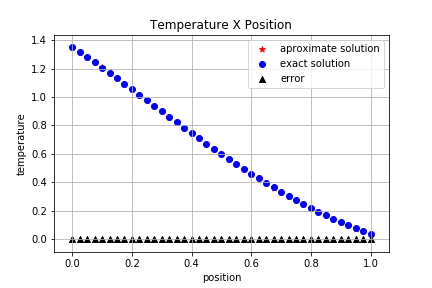 Temperature X Position
1.4
1.2
1.0
0.8
0.6
0.4
0.2
0.0
temperature
aproximate solution
exact solution
error
0.0 0.2 0.4 0.6 0.8 1.0
position